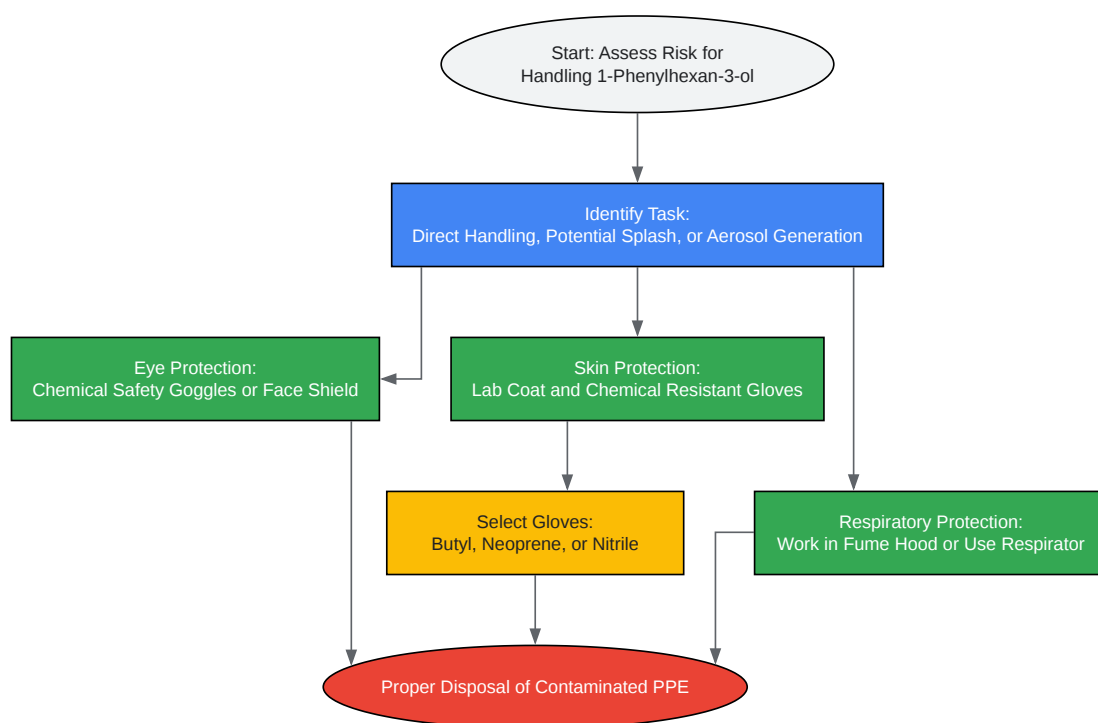 Start: Assess Risk for
Handling 1-Phenylhexan-3-ol
Identify Task:
Direct Handling, Potential Splash, or Aerosol Generation
Eye Protection:
Chemical Safety Goggles or Face Shield
Skin Protection:
Lab Coat and Chemical Resistant Gloves
Select Gloves:
Butyl, Neoprene, or Nitrile
Respiratory Protection:
Work in Fume Hood or Use Respirator
Proper Disposal of Contaminated PPE